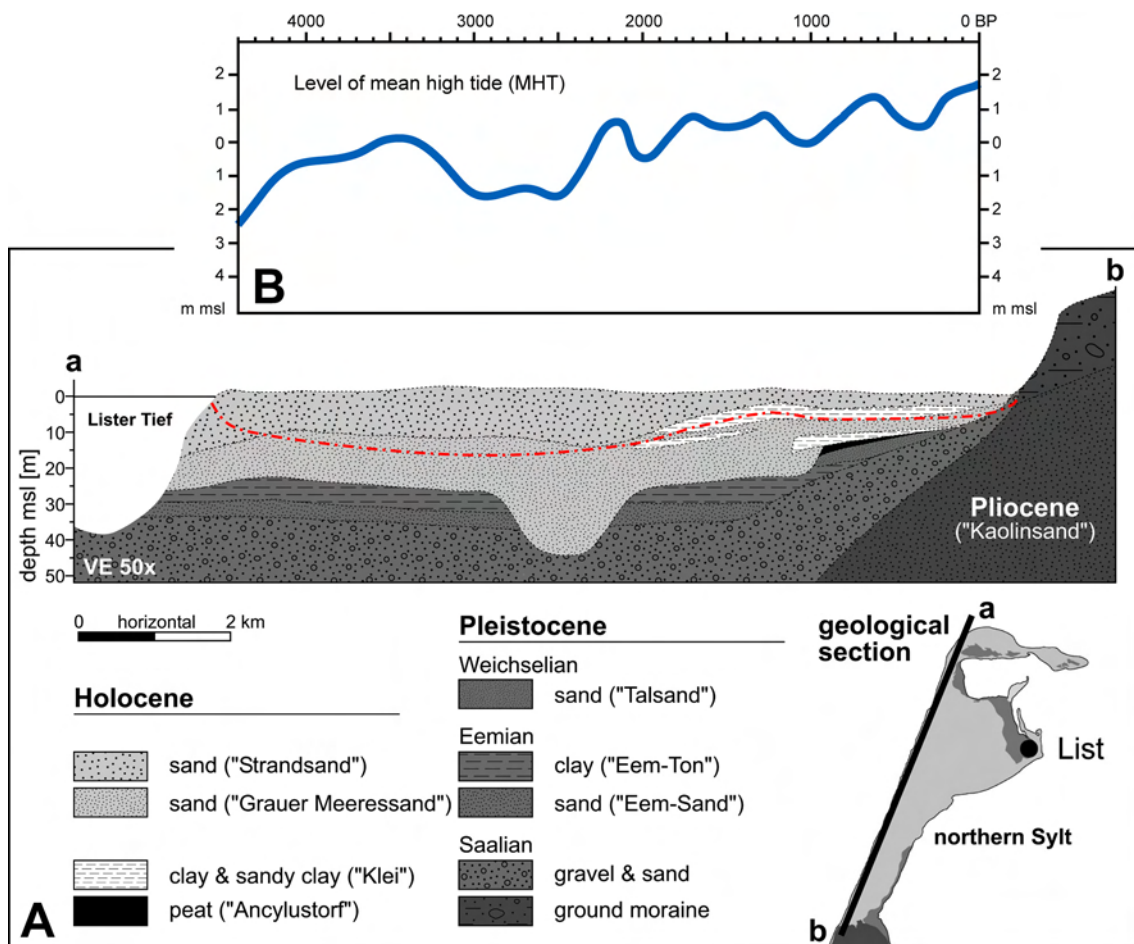 4000 3000 2000 1000 0 BP
Level of mean high tide (MHT)
2 2
1 1
0 0
1 1
2 2
3 3
4 4
m msl m msl
B
a b
0
10
20
30
40
50
depth msl [m]
Lister Tief
Pliocene
("Kaolinsand")
VE 50x
0 horizontal 2 km
Holocene
sand ("Strandsand")
sand ("Grauer Meeressand")
clay & sandy clay ("Klei")
peat ("Ancylustorf")
A
Pleistocene
Weichselian
sand ("Talsand")
Eemian
clay ("Eem-Ton")
sand ("Eem-Sand")
Saalian
gravel & sand
ground moraine
geological
section
a
List
northern Sylt
b